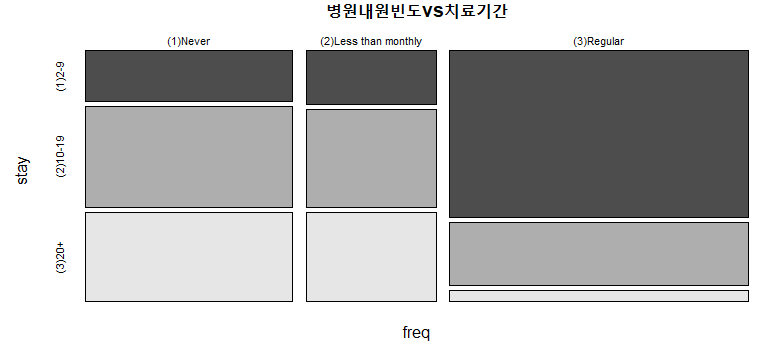 병원내원빈도VS치료기간
(1)Never
(2)Less than monthly
(3)Regular
(1)2-9
(2)10-19
(3)20+
stay
freq